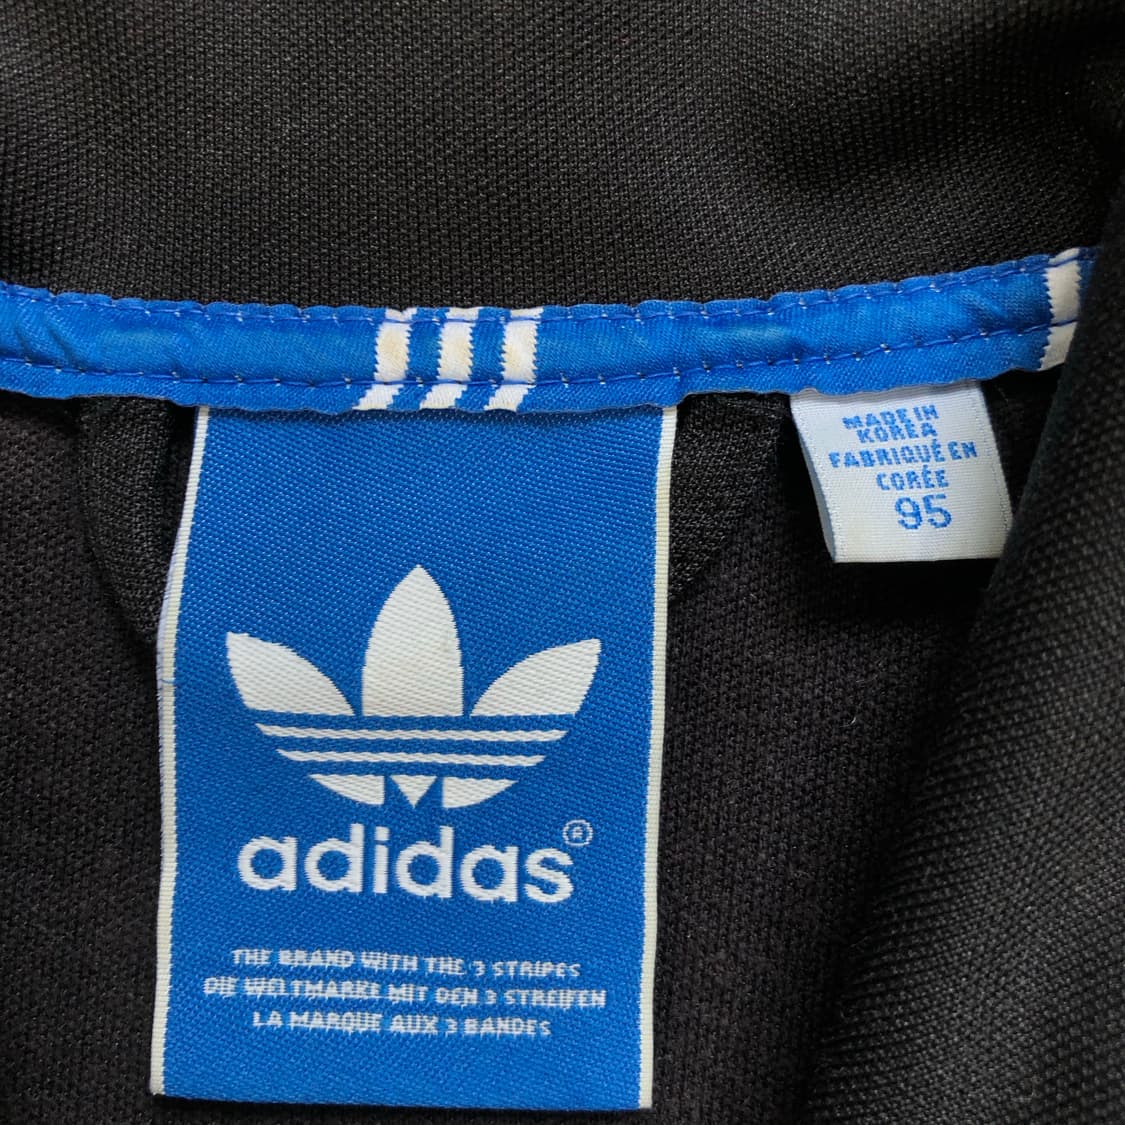 MADE IN
KOREA
FABRIQUÉ EN
CORÉE
95
adidas®
THE BRAND WITH THE 3 STRIPES
DIE WELTMARKE MIT DEN 3 STREIFEN
LA MARQUE AUX 3 BANDES